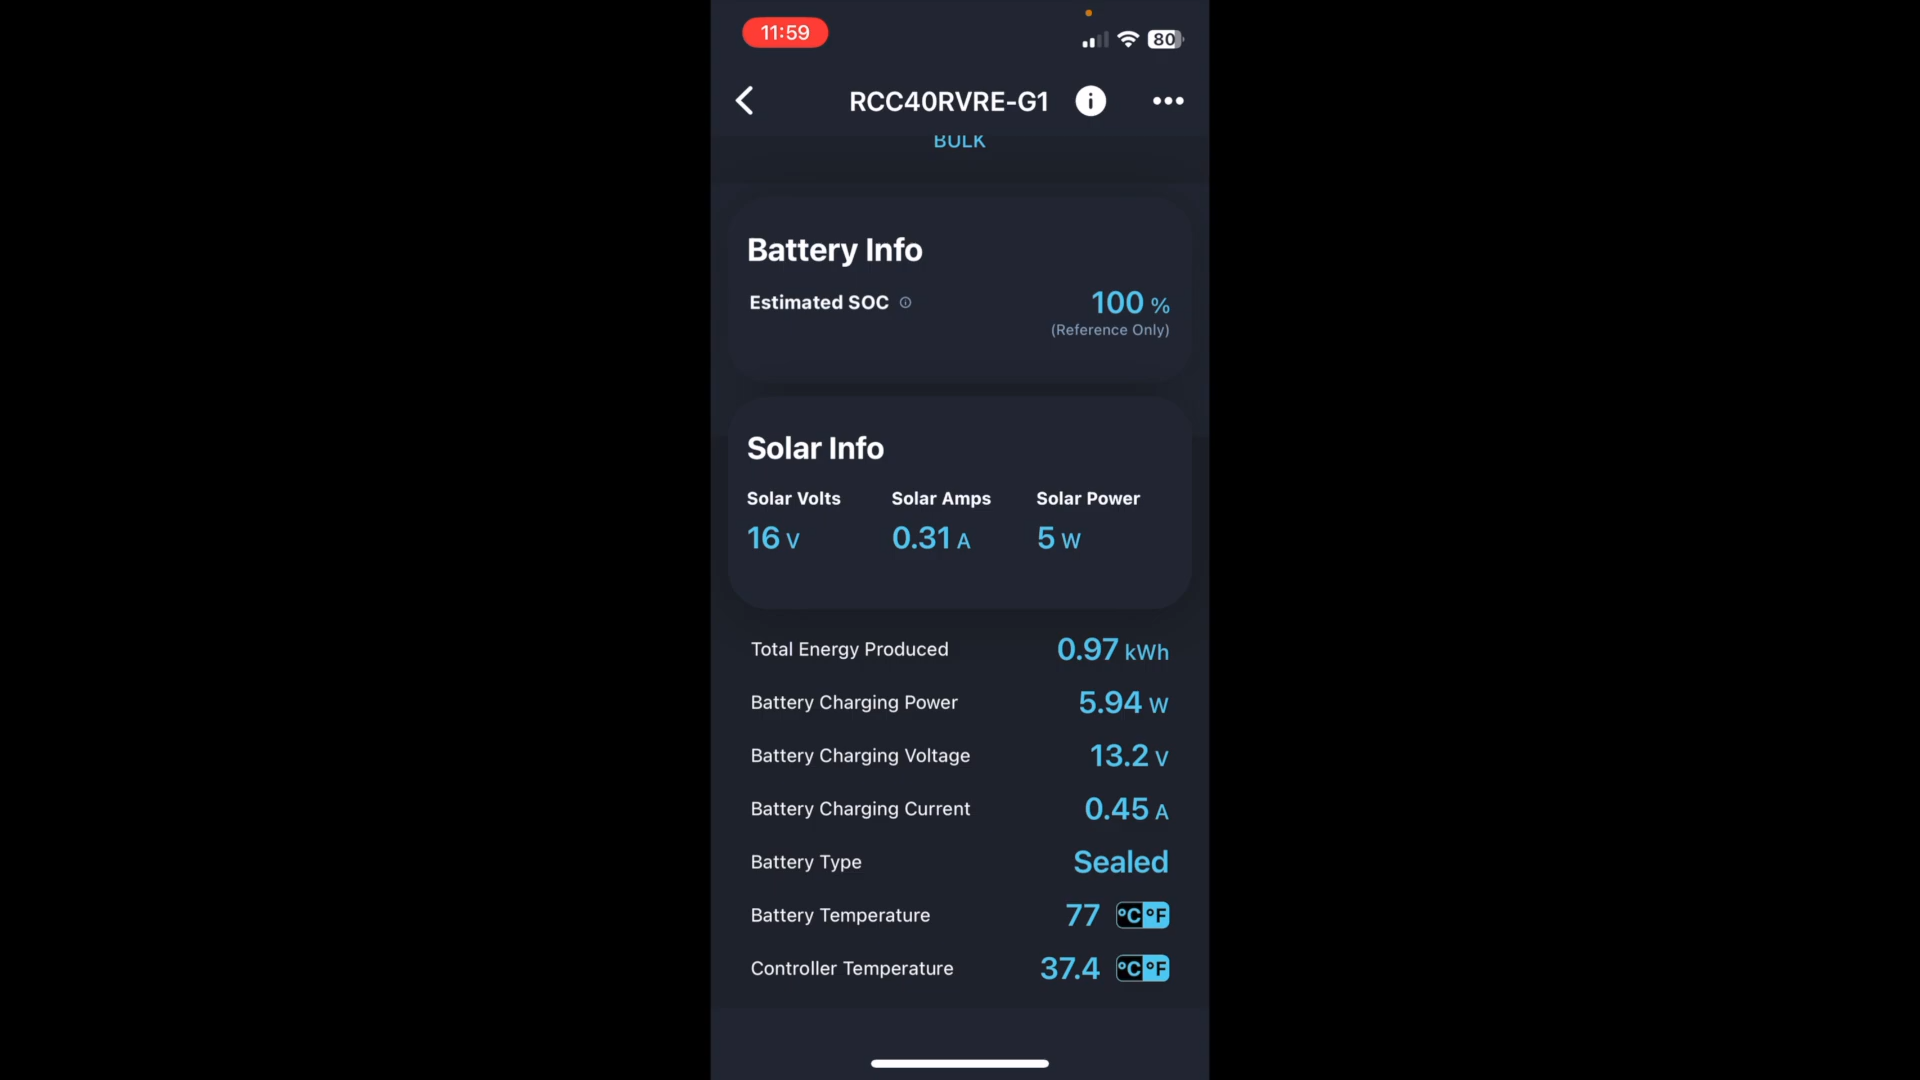 11:59
80
RCC40RVRE-G1
BULK
Battery Info
Estimated SOC
100 %
(Reference Only)
Solar Info
Solar Volts Solar Amps Solar Power
16 V 0.31 A 5 W
Total Energy Produced 0.97 kWh
Battery Charging Power 5.94 W
Battery Charging Voltage 13.2 V
Battery Charging Current 0.45 A
Battery Type Sealed
Battery Temperature 77 °C °F
Controller Temperature 37.4 °C °F